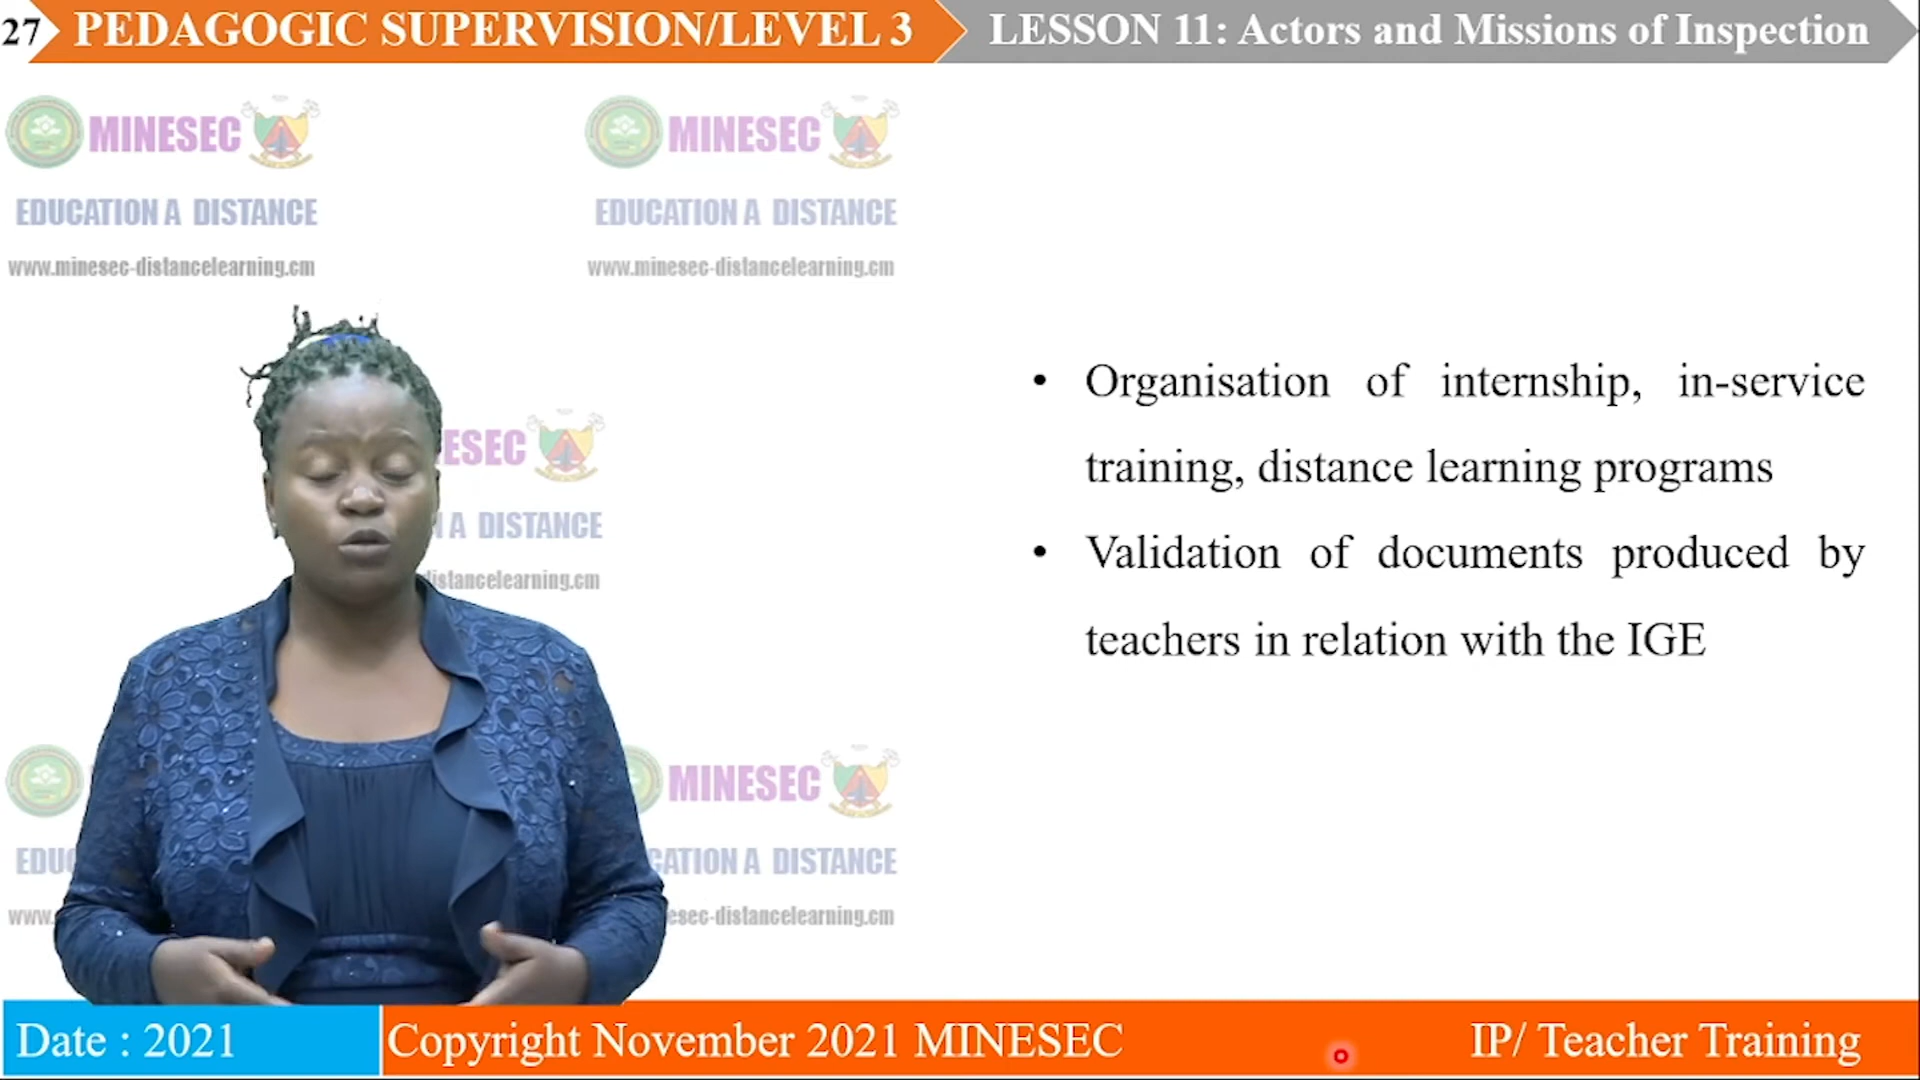 27
PEDAGOGIC SUPERVISION/LEVEL 3
LESSON 11: Actors and Missions of Inspection
MINESEC
MINESEC
EDUCATION A DISTANCE
EDUCATION A DISTANCE
www.minesec-distancelearning.cm
www.minesec-distancelearning.cm
• Organisation of internship, in-service
training, distance learning programs
• Validation of documents produced by
teachers in relation with the IGE
ESEC
A DISTANCE
distancelearning.cm
MINESEC
EDU
CATION A DISTANCE
www.
esec-distancelearning.cm
Date : 2021
Copyright November 2021 MINESEC
IP/ Teacher Training